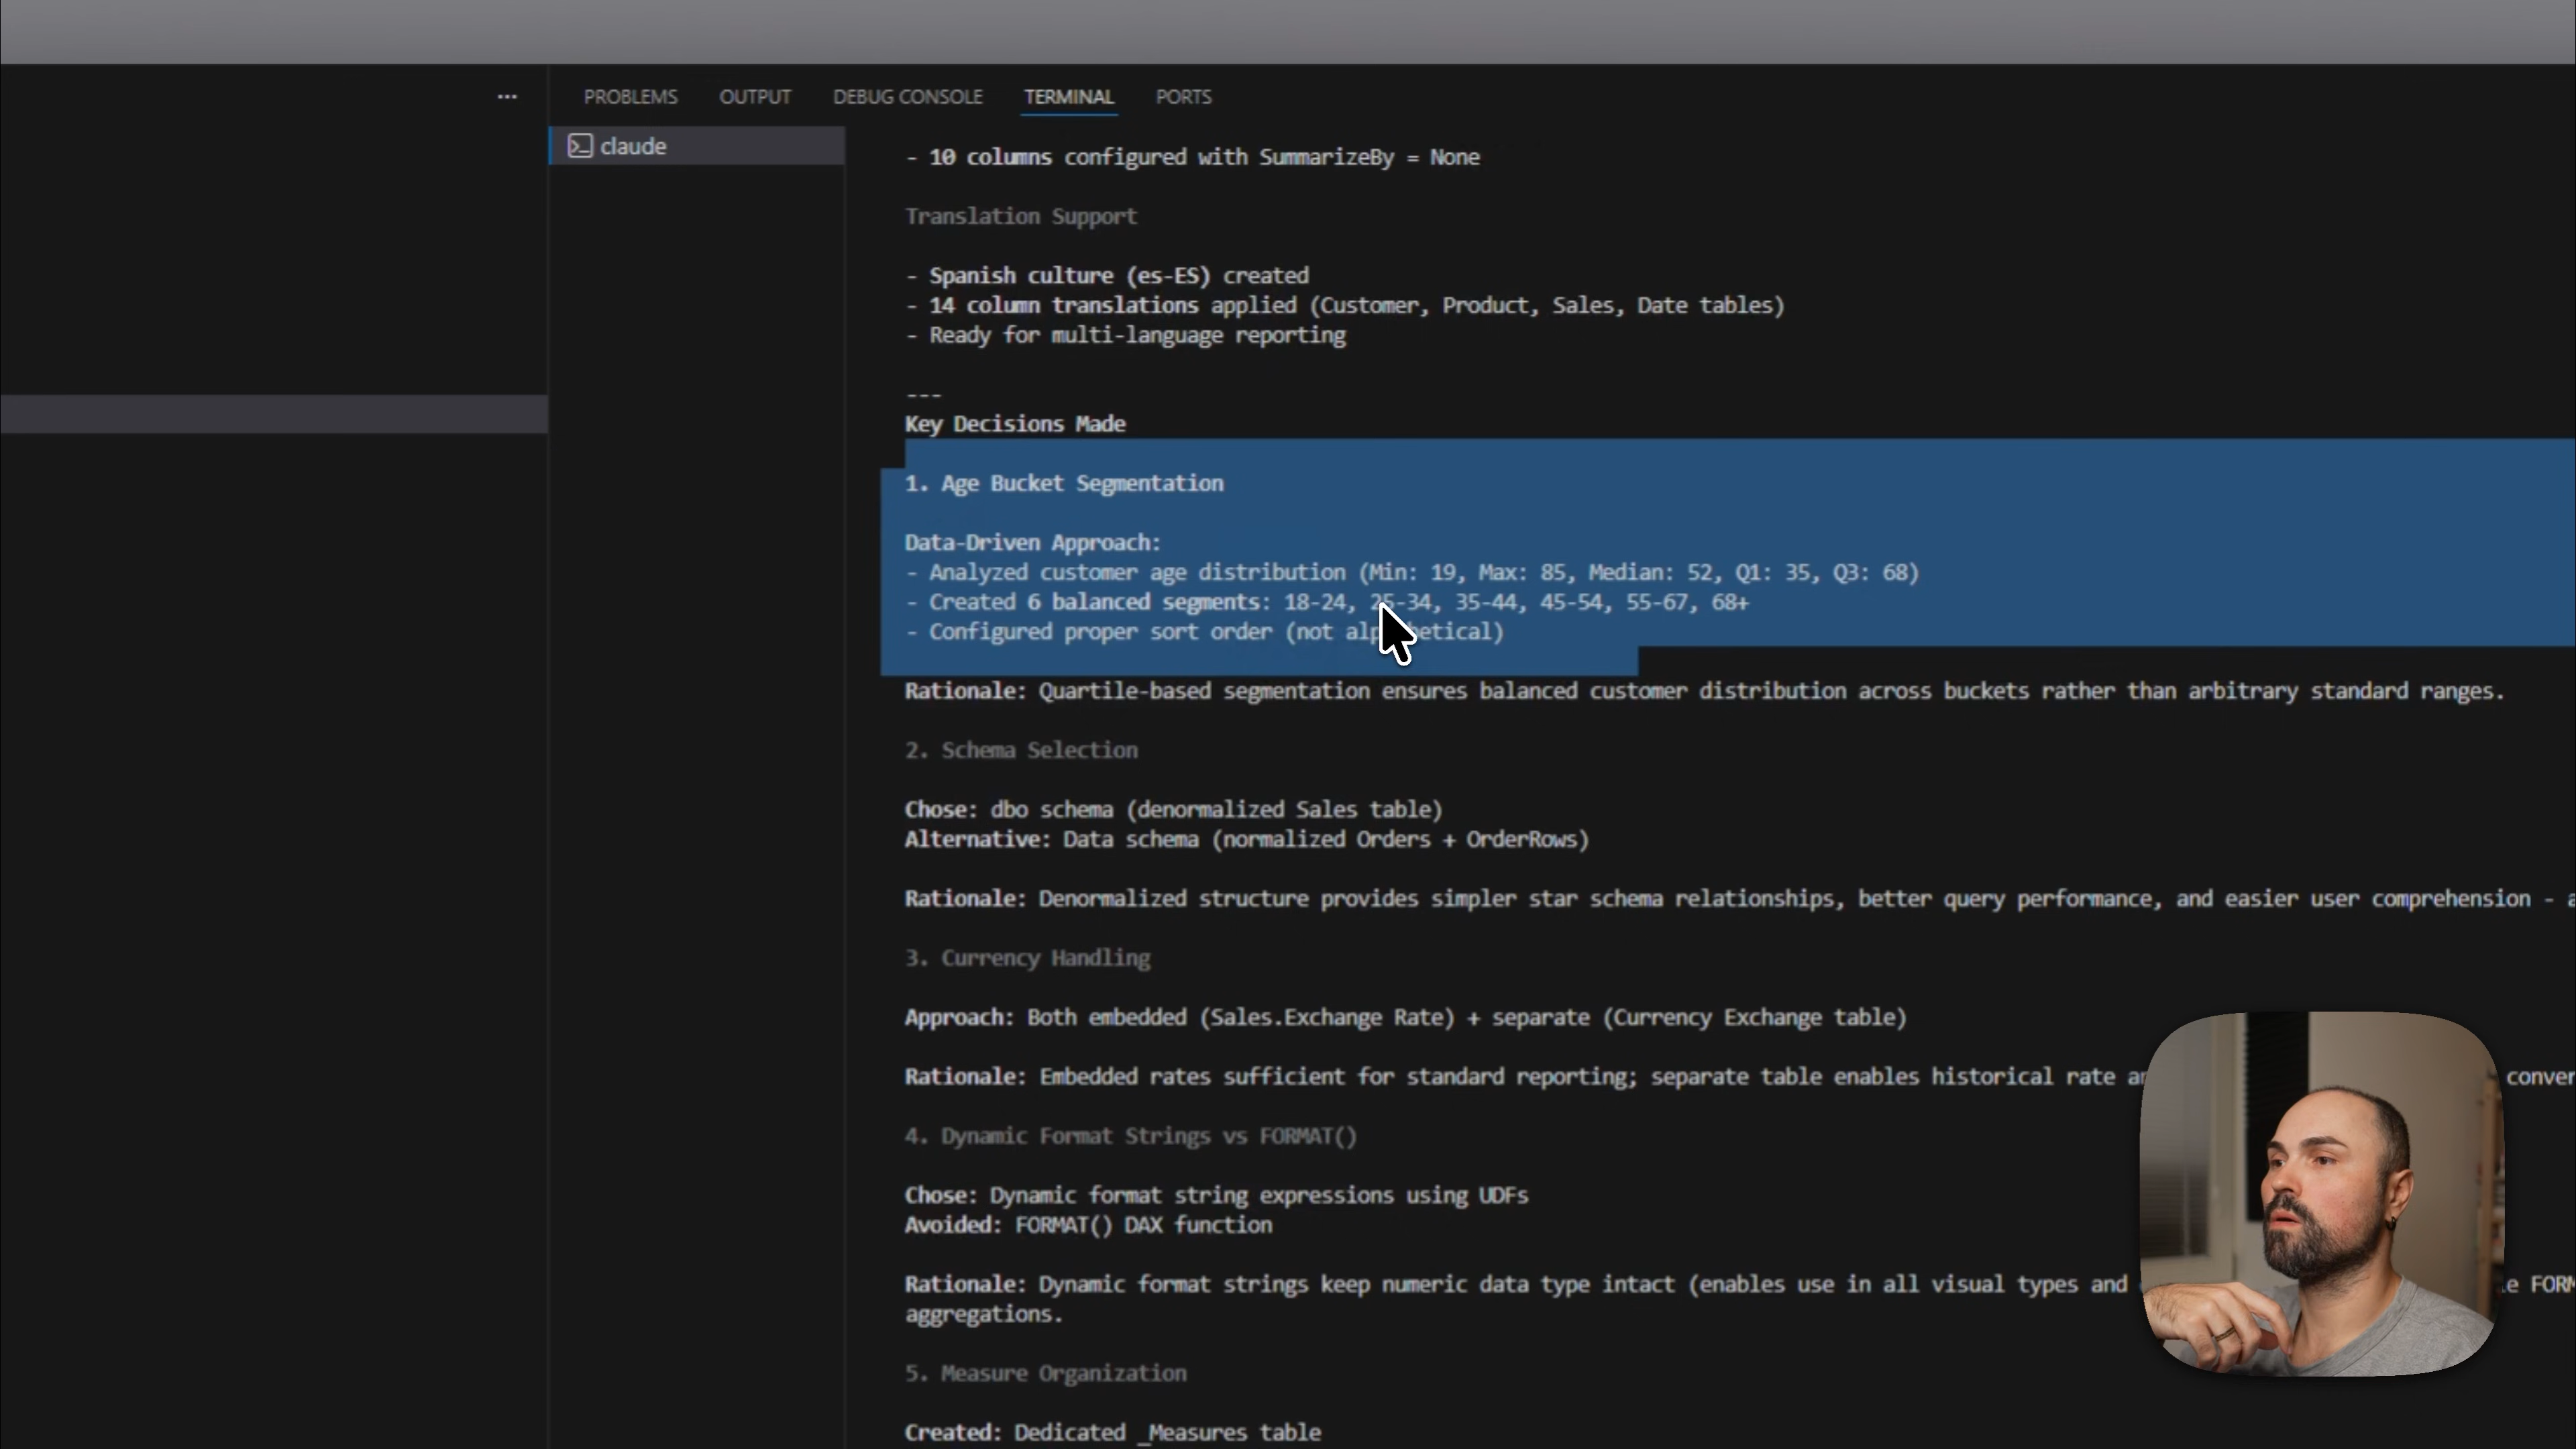 ...
PROBLEMS OUTPUT DEBUG CONSOLE TERMINAL PORTS
claude
- 10 columns configured with SummarizeBy = None
Translation Support
- Spanish culture (es-ES) created
- 14 column translations applied (Customer, Product, Sales, Date tables)
- Ready for multi-language reporting
---
Key Decisions Made
1. Age Bucket Segmentation
Data-Driven Approach:
- Analyzed customer age distribution (Min: 19, Max: 85, Median: 52, Q1: 35, Q3: 68)
- Created 6 balanced segments: 18-24, 25-34, 35-44, 45-54, 55-67, 68+
- Configured proper sort order (not alphabetical)
Rationale: Quartile-based segmentation ensures balanced customer distribution across buckets rather than arbitrary standard ranges.
2. Schema Selection
Chose: dbo schema (denormalized Sales table)
Alternative: Data schema (normalized Orders + OrderRows)
Rationale: Denormalized structure provides simpler star schema relationships, better query performance, and easier user comprehension -
3. Currency Handling
Approach: Both embedded (Sales.Exchange Rate) + separate (Currency Exchange table)
Rationale: Embedded rates sufficient for standard reporting; separate table enables historical rate
4. Dynamic Format Strings vs FORMAT()
Chose: Dynamic format string expressions using UDFs
Avoided: FORMAT() DAX function
Rationale: Dynamic format strings keep numeric data type intact (enables use in all visual types and
aggregations.
5. Measure Organization
Created: Dedicated _Measures table